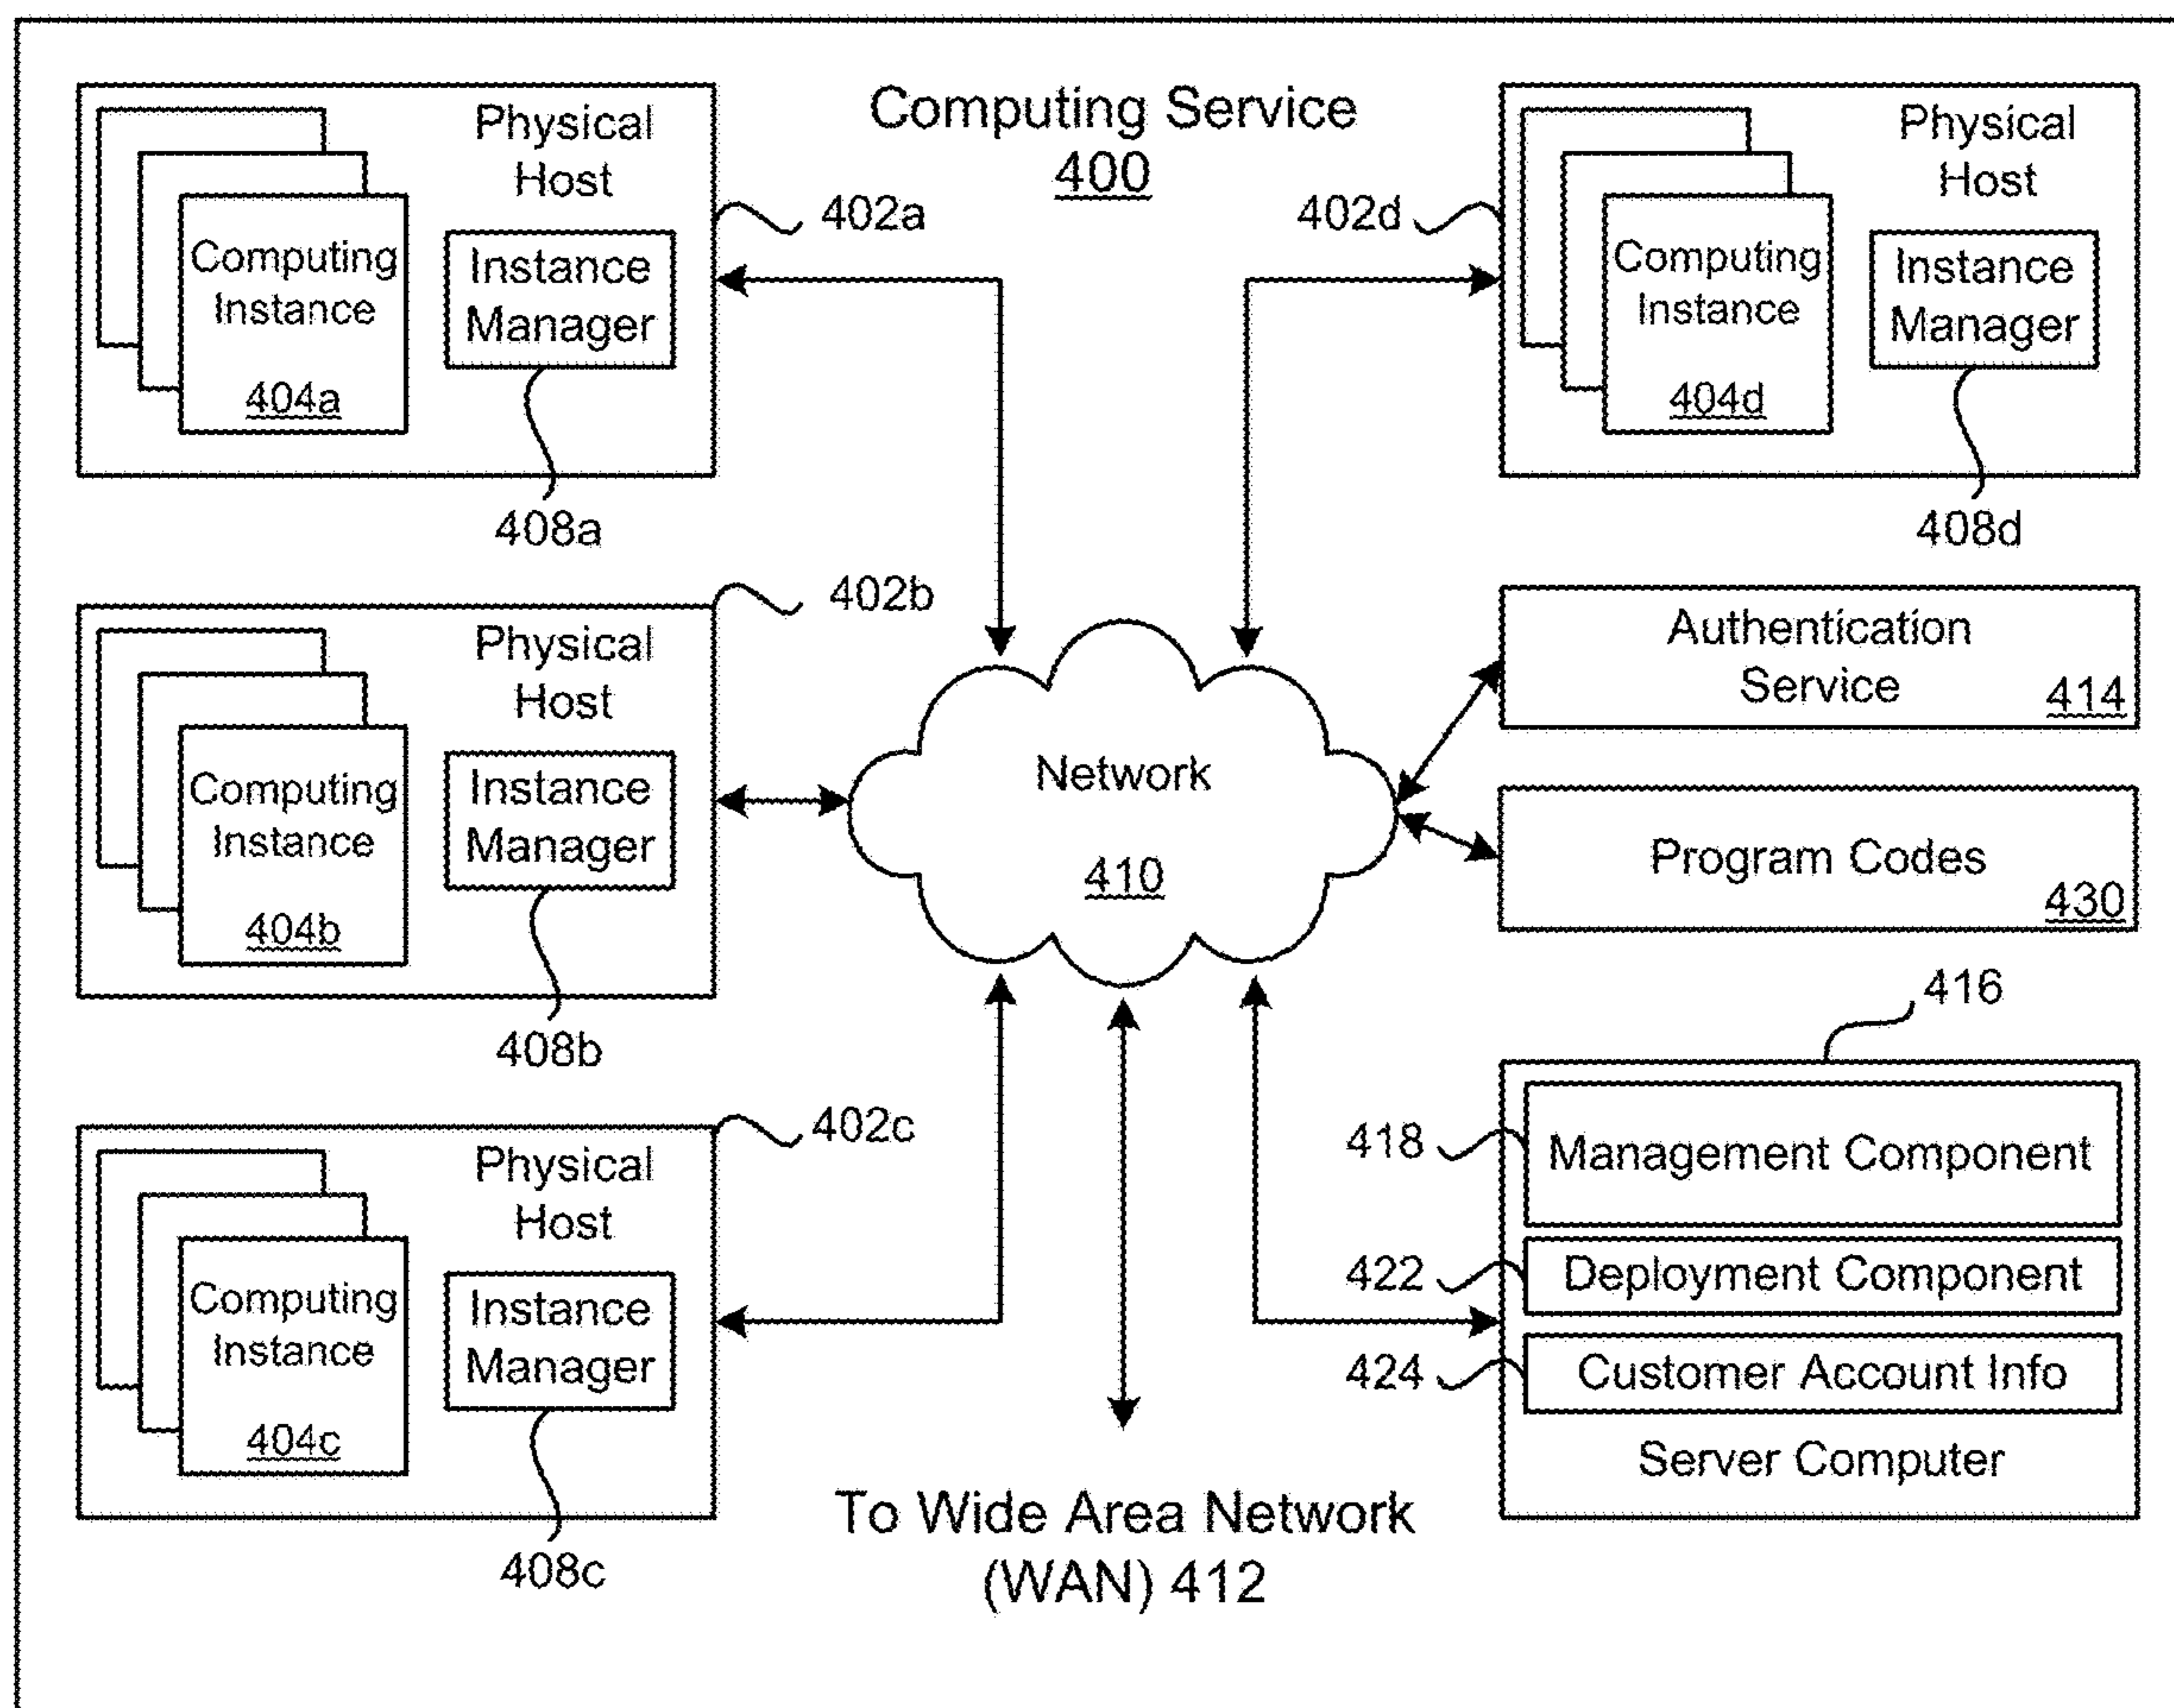 Computing Service
400
Physical
Host
Computing
Instance
404a
Instance
Manager
402a
408a
402d
Physical
Host
Computing
Instance
404d
Instance
Manager
408d
Physical
Host
402b
Computing
Instance
404b
Instance
Manager
408b
Network
410
Authentication
Service
414
Program Codes
430
Physical
Host
402c
Computing
Instance
404c
Instance
Manager
408c
416
418
Management Component
422
Deployment Component
424
Customer Account Info
Server Computer
To Wide Area Network
(WAN) 412